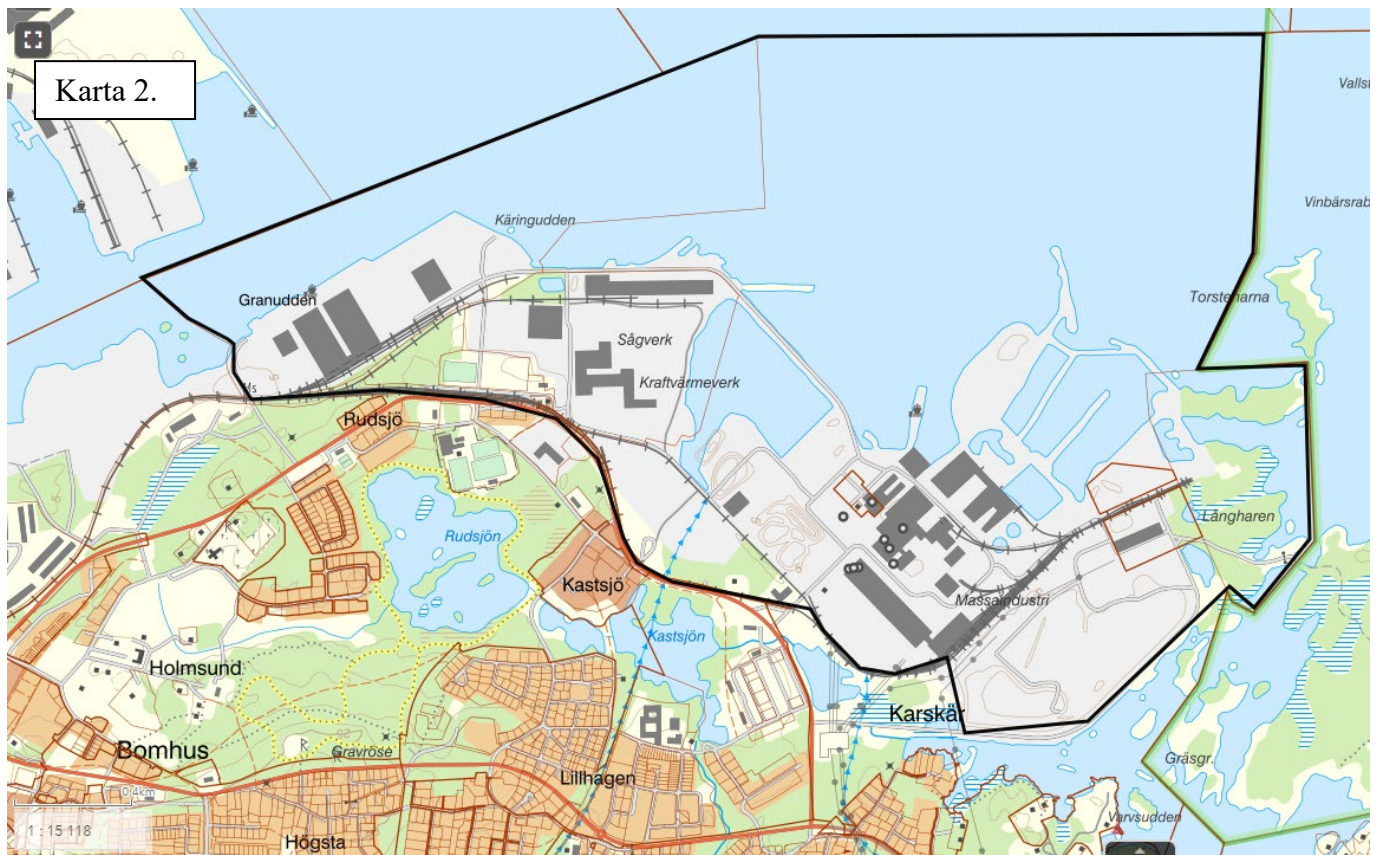 Karta 2.
Valls
Vinbärsrab
Käringudden
Granudden
Torstenarna
Sågverk
Kraftvärmeverk
Rudsjö
Rudsjön
Långharen
Kastsjö
Massaindustri
Kastsjön
Holmsund
Karskär
Bomhus
Gravröse
R
R
Gräsgr.
Lillhagen
0,4km
1 : 15 118
Högsta
Varvsudden